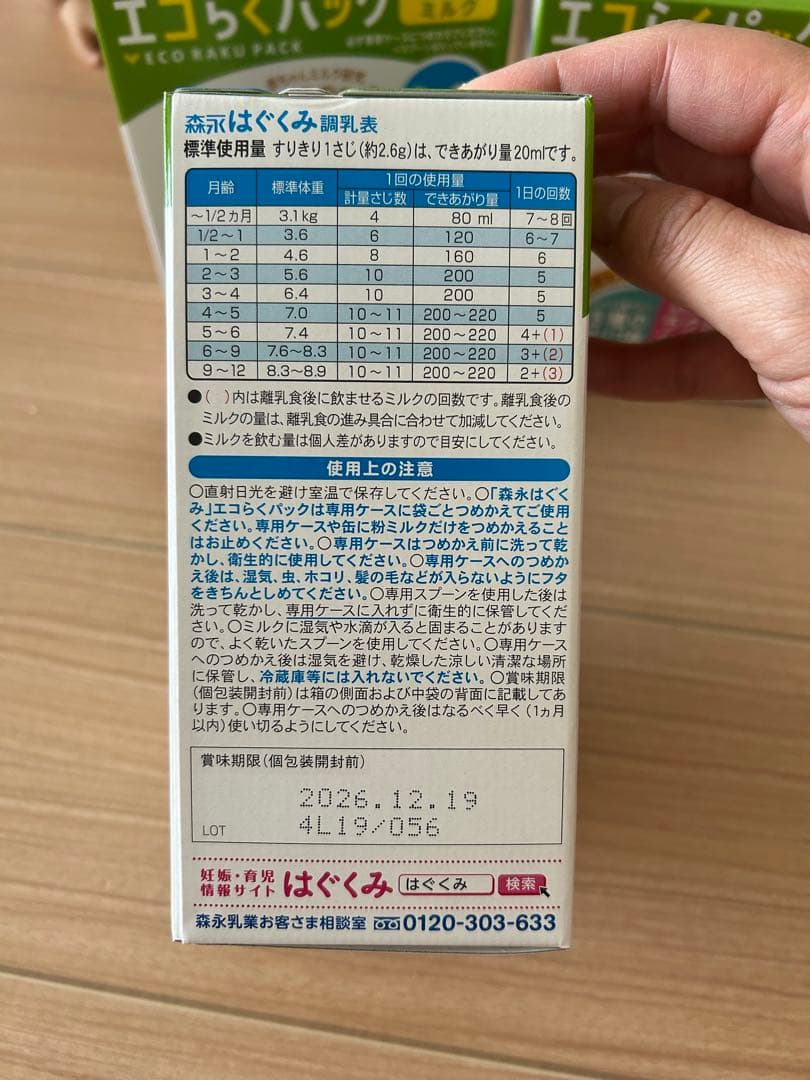 エコらくパック
ミルク
ECO RAKU PACK
エコらくパ
森永はぐくみ 調乳表
標準使用量 すりきり1さじ(約2.6g)は、できあがり量20mlです。
月齢 標準体重 1回の使用量 1日の回数
計量さじ数 できあがり量
～1/2カ月 3.1kg 4 80 ml 7～8回
1/2～1 3.6 6 120 6～7
1～2 4.6 8 160 6
2～3 5.6 10 200 5
3～4 6.4 10 200 5
4～5 7.0 10～11 200～220 5
5～6 7.4 10～11 200～220 4+(1)
6～9 7.6～8.3 10～11 200～220 3+(2)
9～12 8.3～8.9 10～11 200～220 2+(3)
●( )内は離乳食後に飲ませるミルクの回数です。離乳食後の
ミルクの量は、離乳食の進み具合に合わせて加減してください。
●ミルクを飲む量は個人差がありますので目安にしてください。
使用上の注意
○直射日光を避け室温で保存してください。○「森永はぐく
み」エコらくパックは専用ケースに袋ごとつめかえてご使用
ください。専用ケースや缶に粉ミルクだけをつめかえること
はお止めください。○専用ケースはつめかえ前に洗って乾
かし、衛生的に使用してください。○専用ケースへのつめか
え後は、湿気、虫、ホコリ、髪の毛などが入らないようにフタ
をきちんとしめてください。○専用スプーンを使用した後は
洗って乾かし、専用ケースに入れずに衛生的に保管してくだ
さい。○ミルクに湿気や水滴が入ると固まることがあります
ので、よく乾いたスプーンを使用してください。○専用ケース
へのつめかえ後は湿気を避け、乾燥した涼しい清潔な場所
に保管し、冷蔵庫等には入れないでください。○賞味期限
(個包装開封前)は箱の側面および中袋の背面に記載してあ
ります。○専用ケースへのつめかえ後はなるべく早く(1ヵ月
以内)使い切るようにしてください。
賞味期限(個包装開封前)
2026.12.19
LOT 4L19/056
妊娠・育児
情報サイト はぐくみ はぐくみ 検索
森永乳業お客さま相談室 0120-303-633